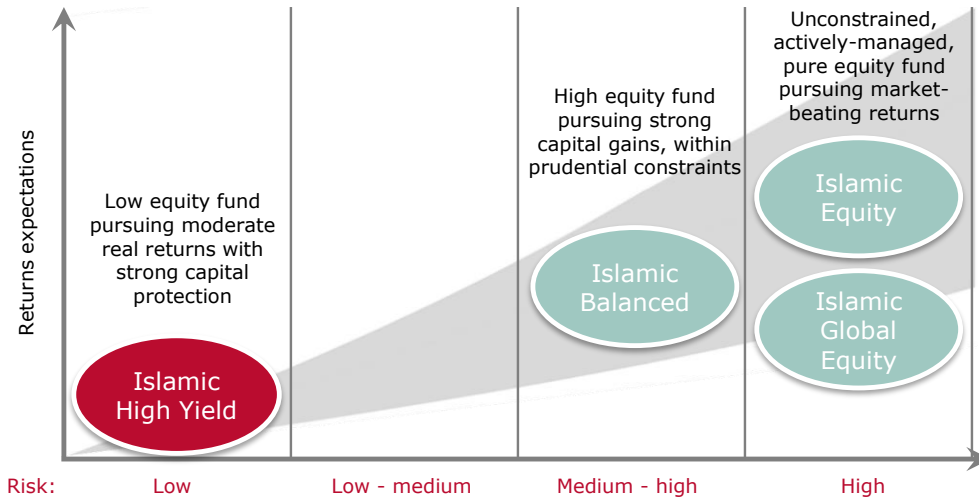 Returns expectations
Low equity fund
pursuing moderate
real returns with
strong capital
protection
Islamic
High Yield
High equity fund
pursuing strong
capital gains, within
prudential constraints
Islamic
Balanced
Unconstrained,
actively-managed,
pure equity fund
pursuing market-
beating returns
Islamic
Equity
Islamic
Global
Equity
Risk:
Low
Low - medium
Medium - high
High